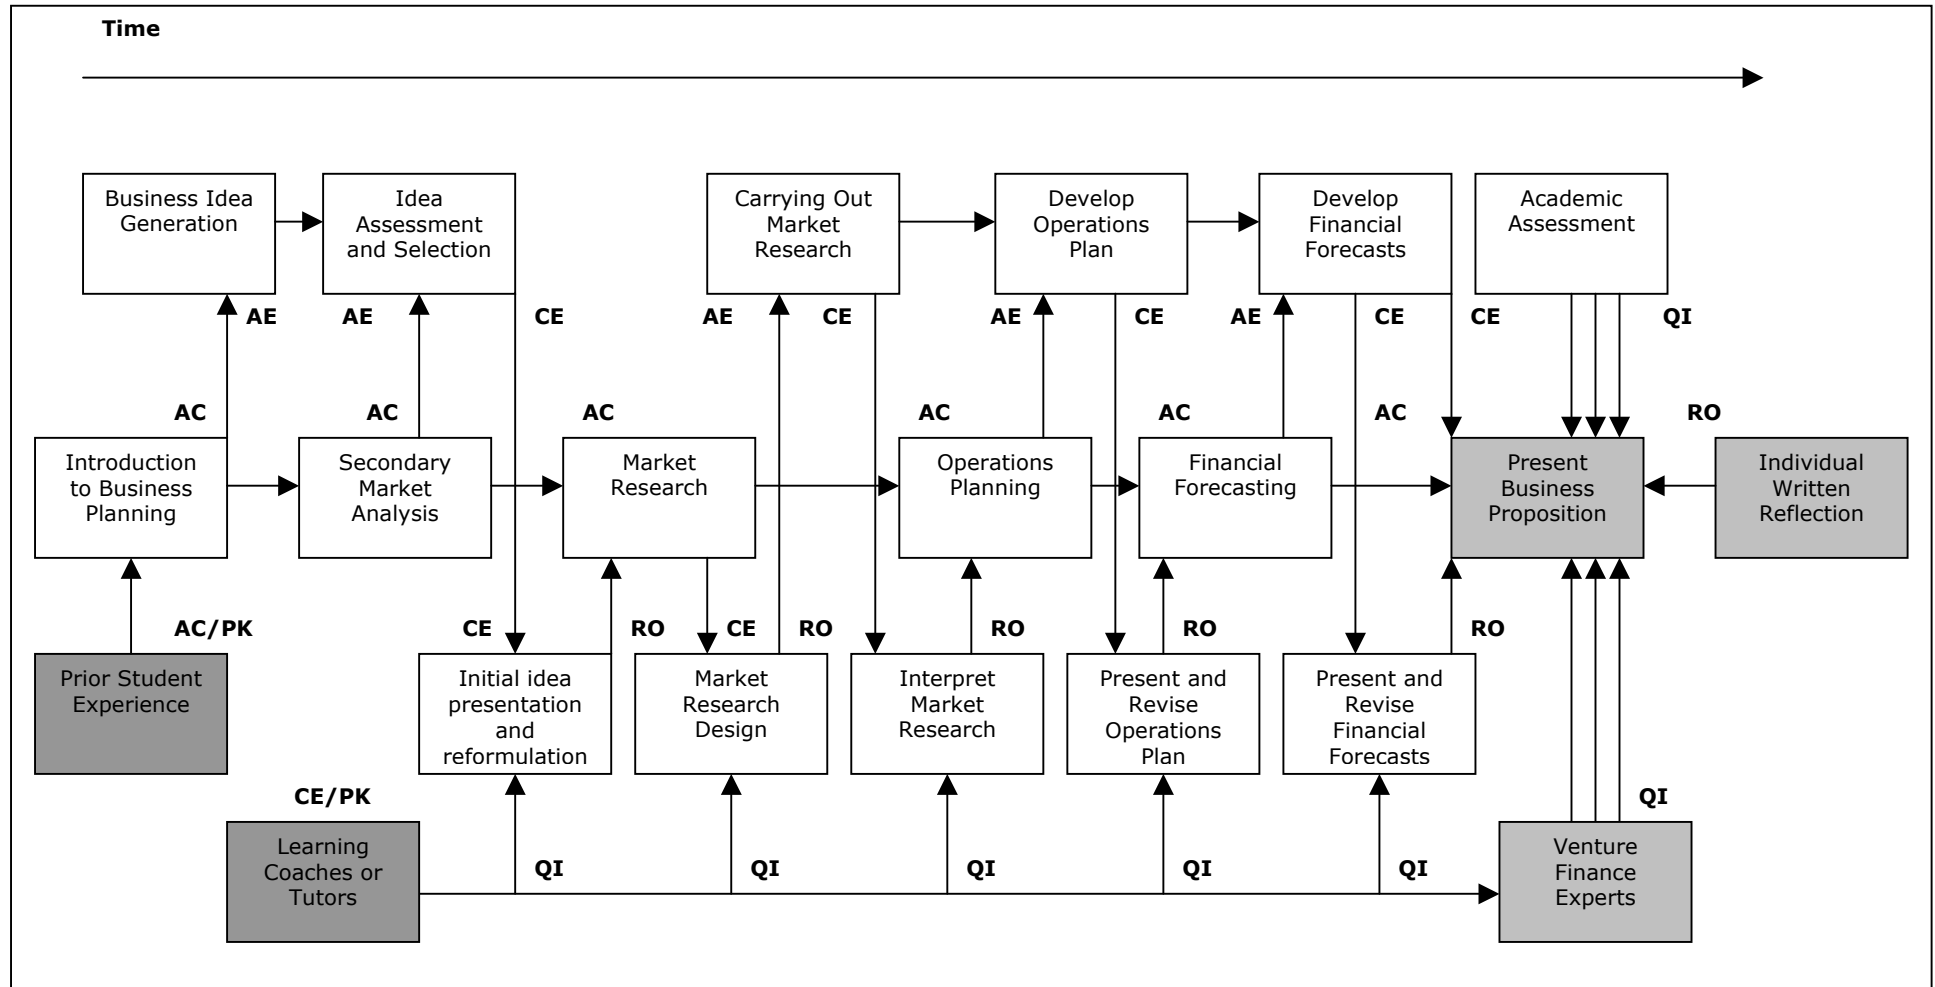 Time
Business Idea
Generation
Idea
Assessment
and Selection
Carrying Out
Market
Research
Develop
Operations
Plan
Develop
Financial
Forecasts
Academic
Assessment
AE
AE
CE
AE
CE
AE
CE
AE
CE
CE
QI
AC
AC
AC
AC
AC
AC
RO
Introduction
to Business
Planning
Secondary
Market
Analysis
Market
Research
Operations
Planning
Financial
Forecasting
Present
Business
Proposition
Individual
Written
Reflection
AC/PK
CE
RO
CE
RO
RO
RO
RO
Prior Student
Experience
Initial idea
presentation
and
reformulation
Market
Research
Design
Interpret
Market
Research
Present and
Revise
Operations
Plan
Present and
Revise
Financial
Forecasts
CE/PK
QI
Learning
Coaches or
Tutors
QI
QI
QI
QI
QI
Venture
Finance
Experts